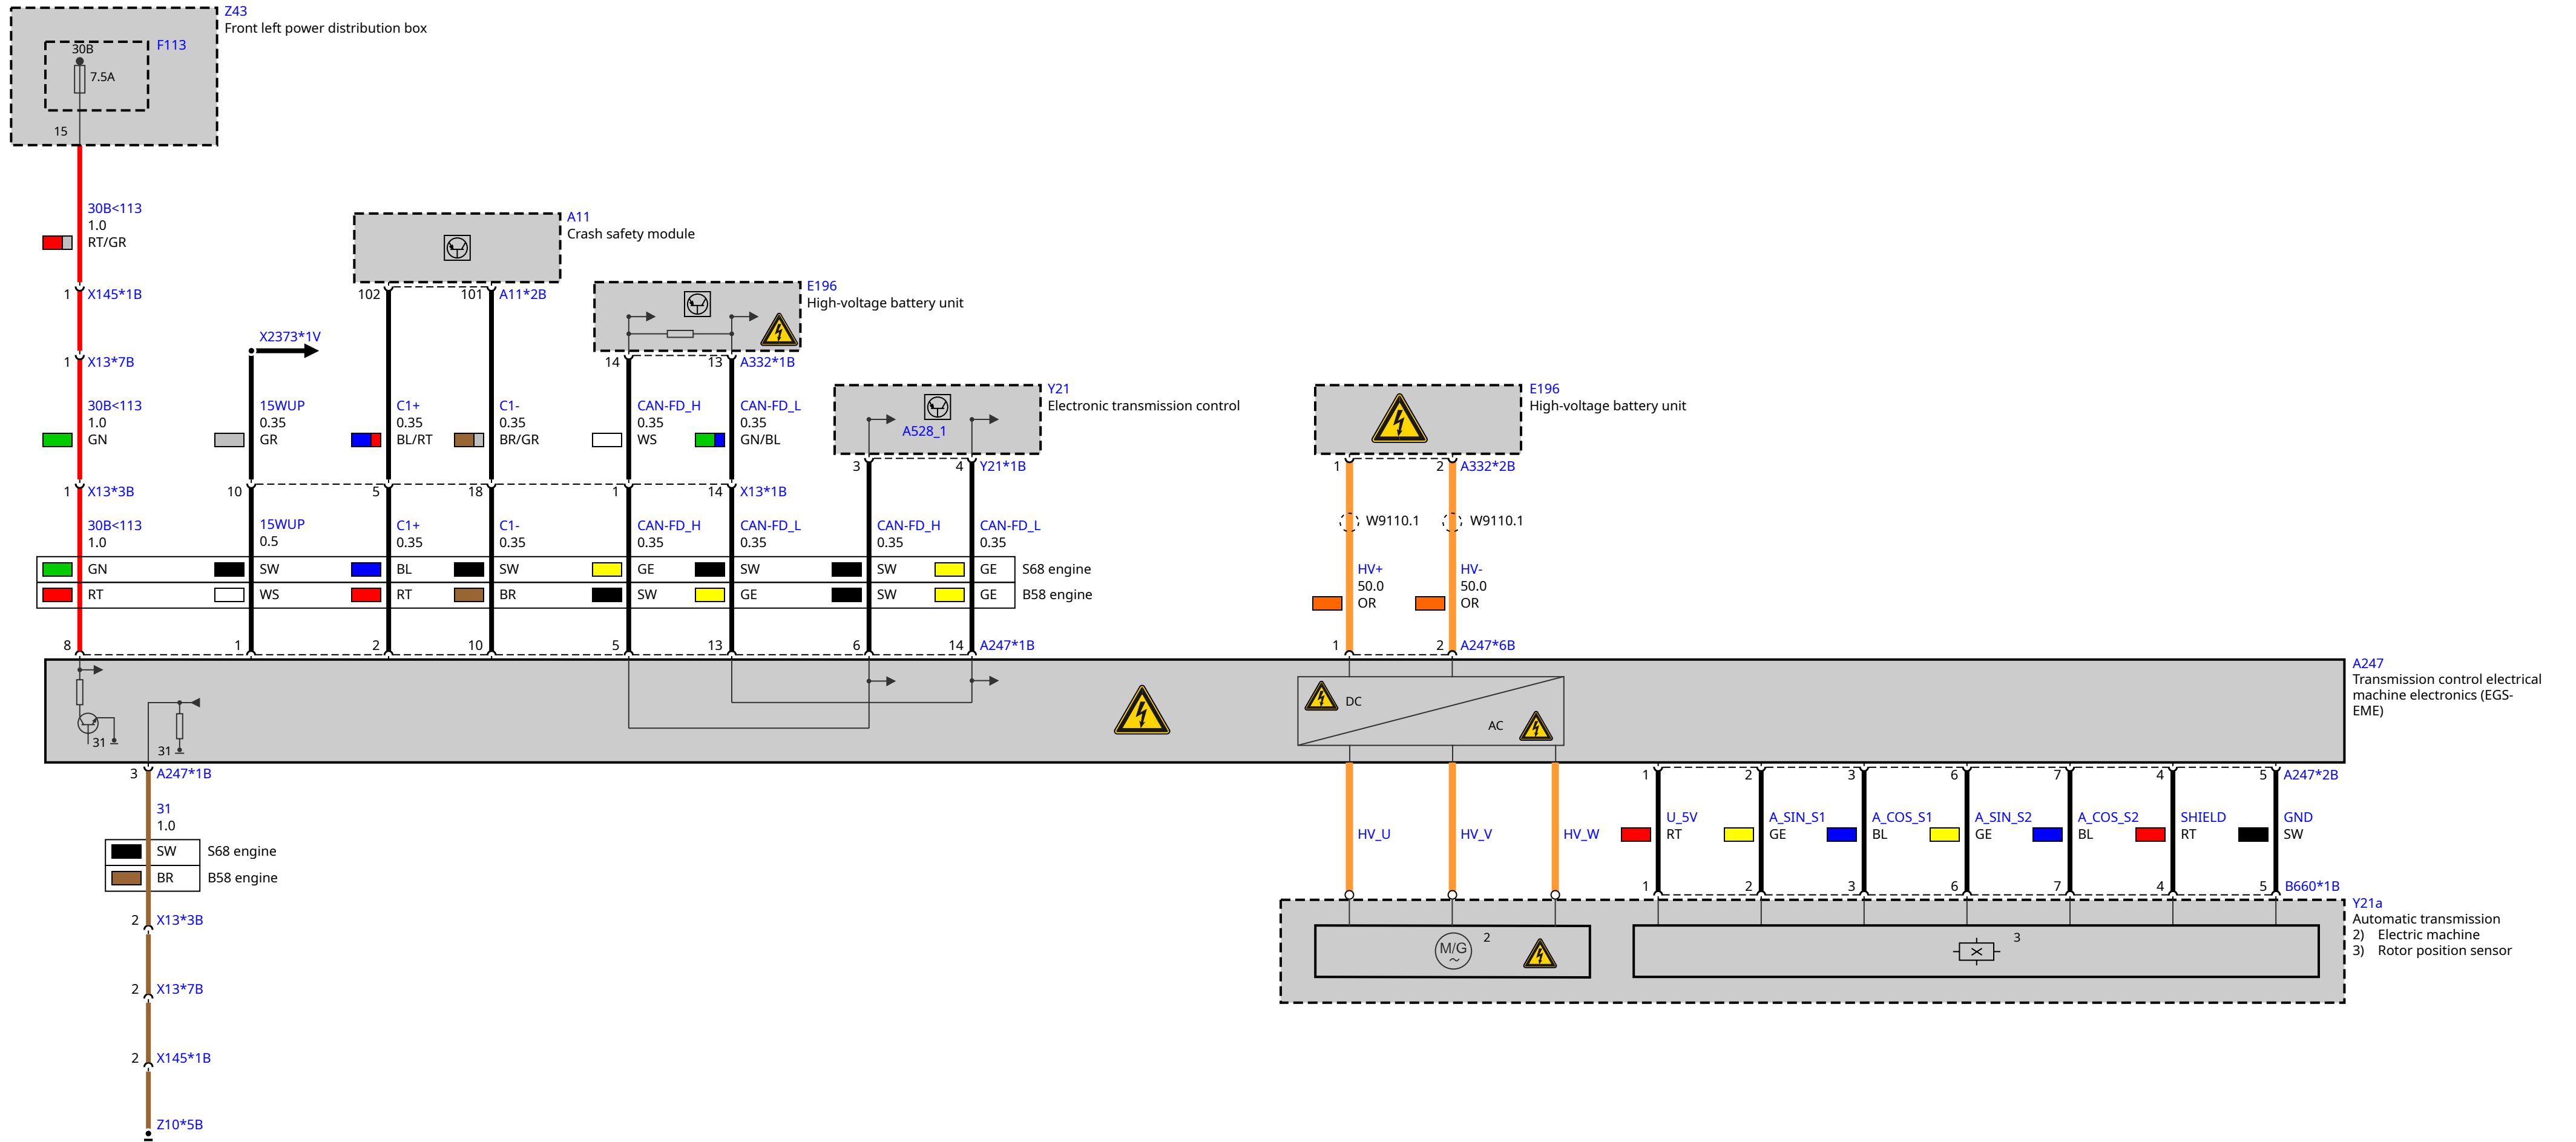 Z43
Front left power distribution box
30B
F113
7.5A
15
30B<113
1.0
RT/GR
A11
Crash safety module
1 X145*1B
102
101 A11*2B
E196
High-voltage battery unit
X2373*1V
1 X13*7B
14
13 A332*1B
Y21
Electronic transmission control
A528_1
E196
High-voltage battery unit
30B<113
1.0
GN
15WUP
0.35
GR
C1+
0.35
BL/RT
C1-
0.35
BR/GR
CAN-FD_H
0.35
WS
CAN-FD_L
0.35
GN/BL
3
4 Y21*1B
1
2 A332*2B
1 X13*3B
10
5
18
1
14 X13*1B
W9110.1
W9110.1
30B<113
1.0
15WUP
0.5
C1+
0.35
C1-
0.35
CAN-FD_H
0.35
CAN-FD_L
0.35
CAN-FD_H
0.35
CAN-FD_L
0.35
GN SW BL SW GE SW SW GE S68 engine
RT WS RT BR SW GE SW GE B58 engine
HV+
50.0
OR
HV-
50.0
OR
8
1
2
10
5
13
6
14 A247*1B
1
2 A247*6B
A247
Transmission control electrical
machine electronics (EGS-
EME)
DC
AC
31
31
3 A247*1B
31
1.0
SW S68 engine
BR B58 engine
2 X13*3B
2 X13*7B
2 X145*1B
Z10*5B
HV_U
HV_V
HV_W
1
2
3
6
7
4
5 A247*2B
U_5V
RT
A_SIN_S1
GE
A_COS_S1
BL
A_SIN_S2
GE
A_COS_S2
BL
SHIELD
RT
GND
SW
1
2
3
6
7
4
5 B660*1B
M/G
~
2
3
Y21a
Automatic transmission
2) Electric machine
3) Rotor position sensor